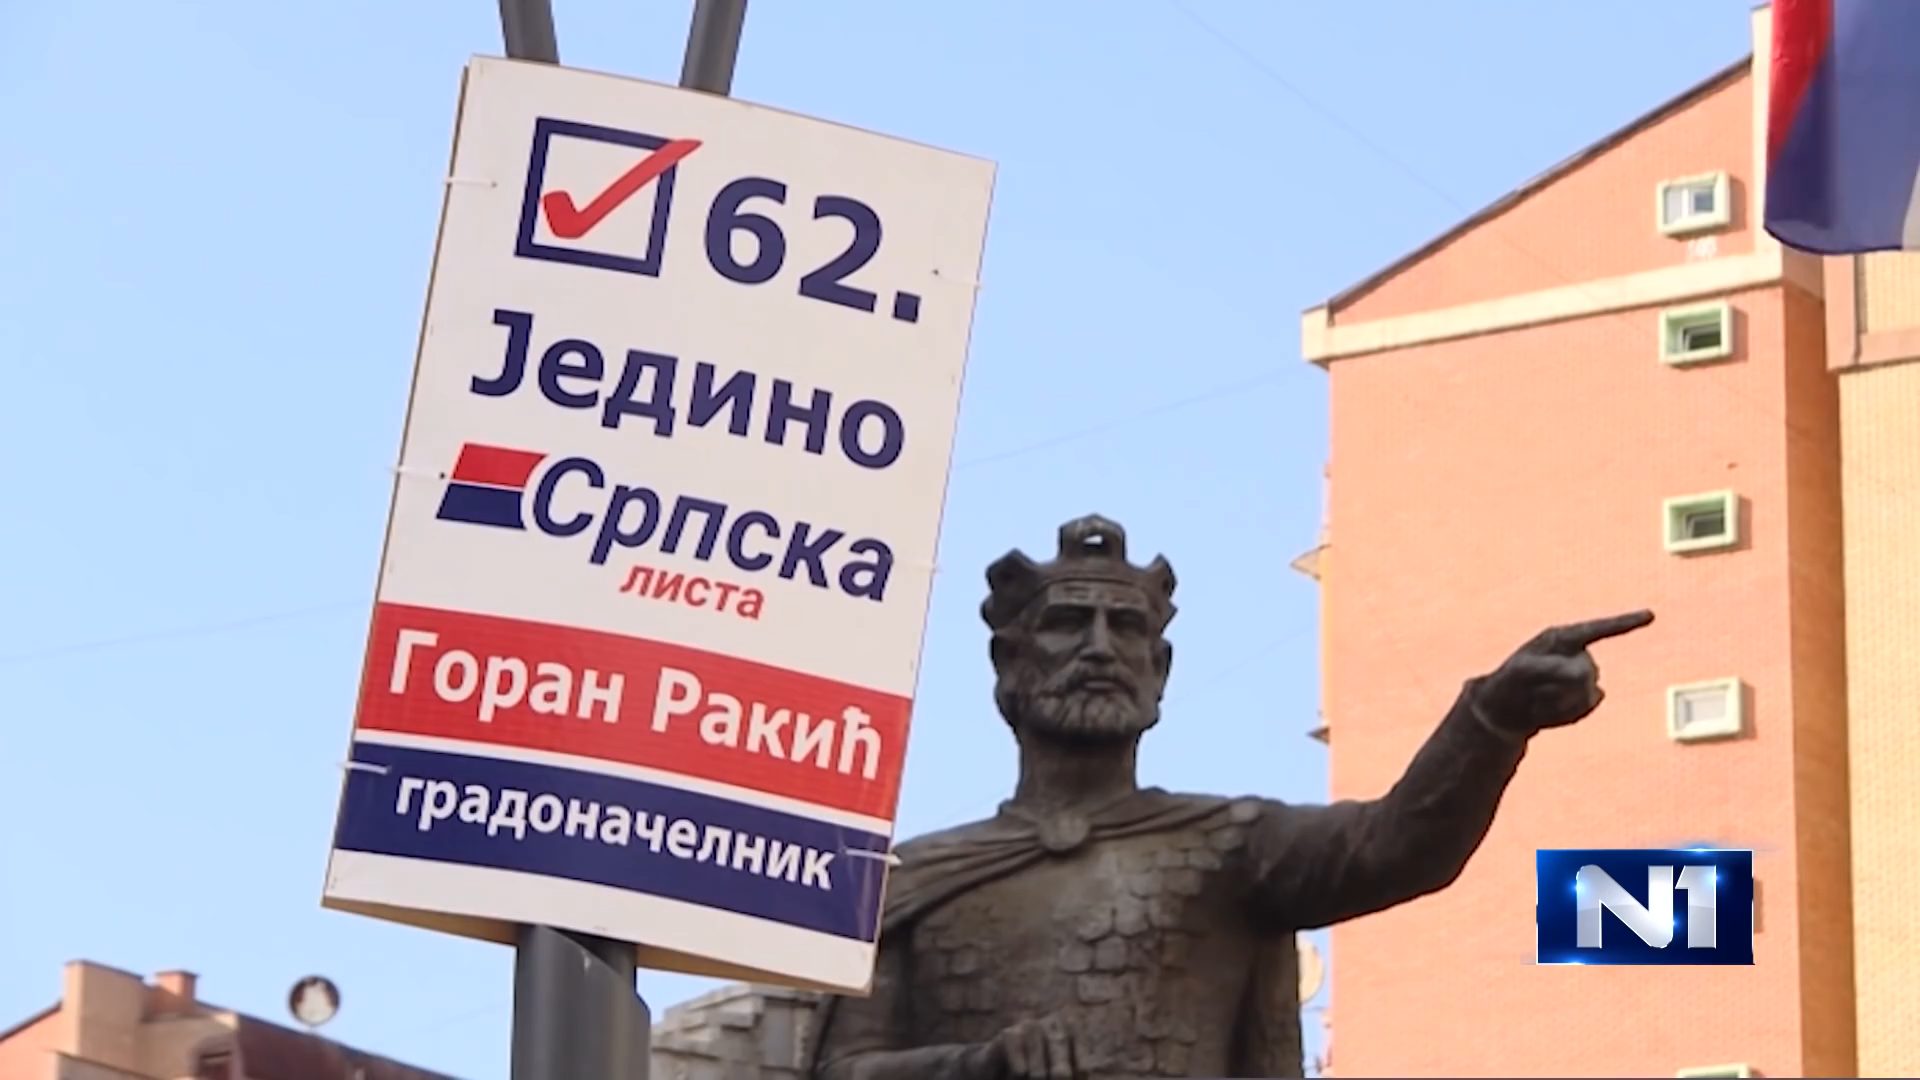 62.
Једино
Српска
листа
Горан Ракић
градоначелник
N1